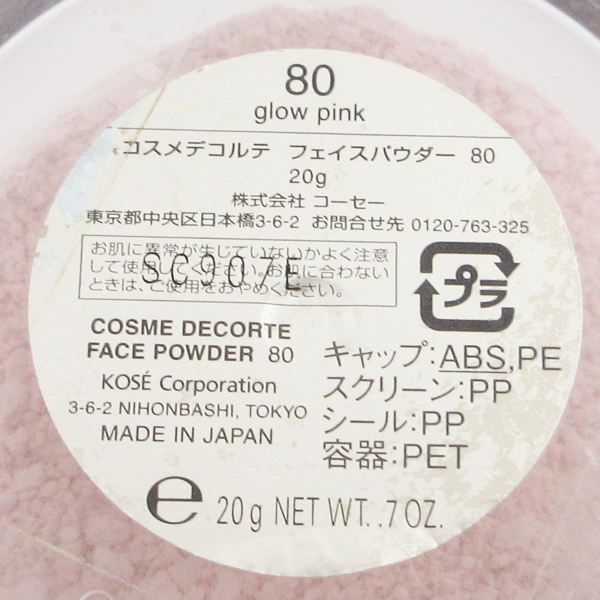 80
glow pink
コスメデコルテ フェイスパウダー 80
20g
株式会社 コーセー
東京都中央区日本橋3-6-2 お問合せ先 0120-763-325
お肌に異常が生じていないかよく注意
して使用してください。お肌に合わない
ときは、ご使用をおやめください。
プラ
COSME DECORTE
FACE POWDER 80
KOSÉ Corporation
3-6-2 NIHONBASHI, TOKYO
MADE IN JAPAN
キャップ:ABS,PE
スクリーン:PP
シール:PP
容器:PET
℮ 20g NET WT. .7 OZ.